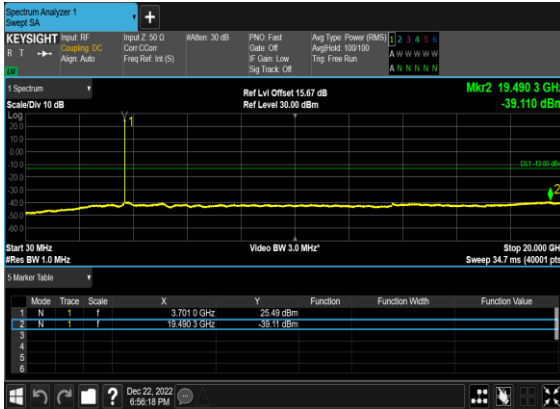 Spectrum Analyzer 1
Swept SA
+
KEYSIGHT Input: RF Input Z: 50 Ω #Atten: 30 dB PNO: Fast Avg Type: Power (RMS) 1 2 3 4 5 6
R T Coupling: DC Corr CCorr Gate: Off Avg|Hold: 100/100 A W W W W W
Align: Auto Freq Ref: Int (S) IF Gain: Low Trig: Free Run
Sig Track: Off A N N N N N
1 Spectrum Ref Lvl Offset 15.67 dB Mkr2 19.490 3 GHz
Scale/Div 10 dB Ref Level 30.00 dBm -39.110 dBm
Log
1
20.0
10.0
0.00
-10.0
DL1 -13.00 dBm
-20.0
-30.0
2
-40.0
-50.0
-60.0
Start 30 MHz Video BW 3.0 MHz* Stop 20.000 GH
#Res BW 1.0 MHz Sweep 34.7 ms (40001 pts
5 Marker Table
Mode Trace Scale X Y Function Function Width Function Value
1 N 1 f 3.701 0 GHz 25.49 dBm
2 N 1 f 19.490 3 GHz -39.11 dBm
3
4
5
6
? Dec 22, 2022
6:56:18 PM